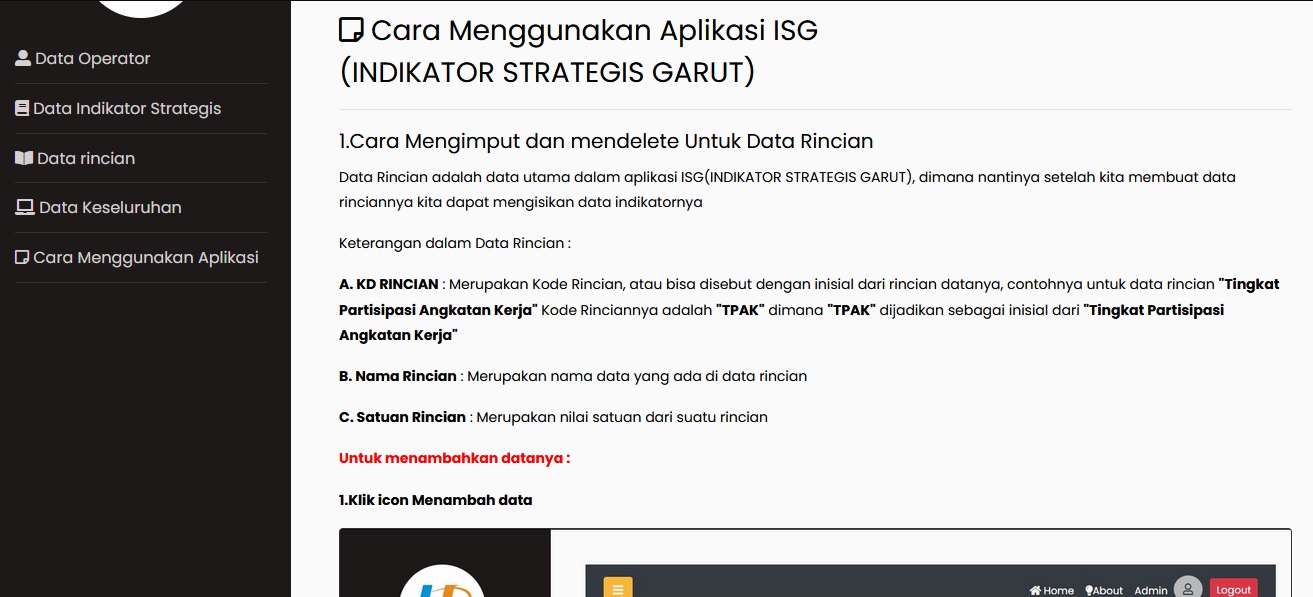 Data Operator
Data Indikator Strategis
Data rincian
Data Keseluruhan
Cara Menggunakan Aplikasi
Cara Menggunakan Aplikasi ISG
(INDIKATOR STRATEGIS GARUT)
1.Cara Mengimput dan mendelete Untuk Data Rincian
Data Rincian adalah data utama dalam aplikasi ISG(INDIKATOR STRATEGIS GARUT), dimana nantinya setelah kita membuat data
rinciannya kita dapat mengisikan data indikatornya
Keterangan dalam Data Rincian :
A. KD RINCIAN : Merupakan Kode Rincian, atau bisa disebut dengan inisial dari rincian datanya, contohnya untuk data rincian "Tingkat
Partisipasi Angkatan Kerja" Kode Rinciannya adalah "TPAK" dimana "TPAK" dijadikan sebagai inisial dari "Tingkat Partisipasi
Angkatan Kerja"
B. Nama Rincian : Merupakan nama data yang ada di data rincian
C. Satuan Rincian : Merupakan nilai satuan dari suatu rincian
Untuk menambahkan datanya :
1.Klik icon Menambah data
Home About Admin Logout